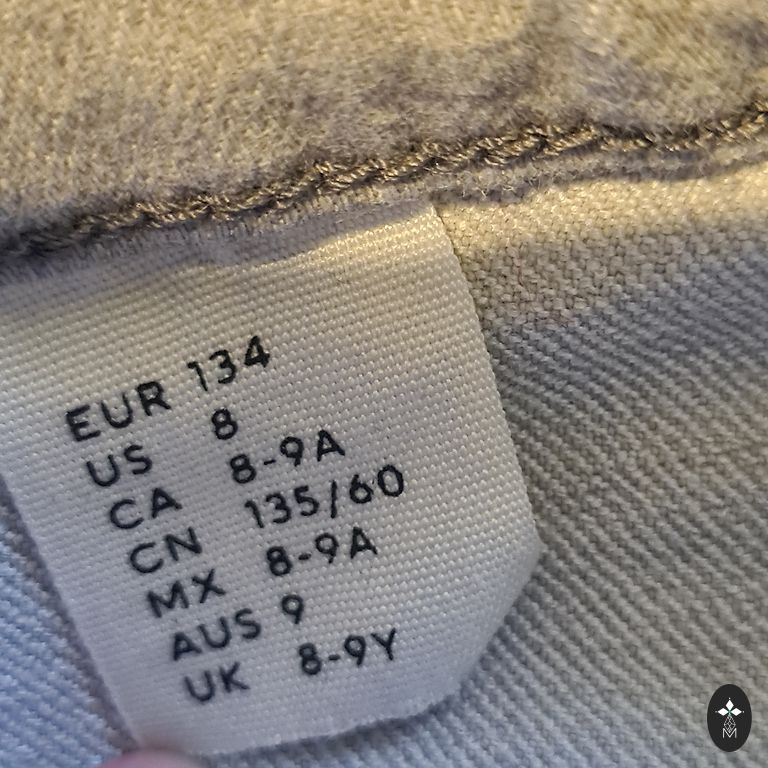 EUR 134
US 8
CA 8-9A
CN 135/60
MX 8-9A
AUS 9
UK 8-9Y
M